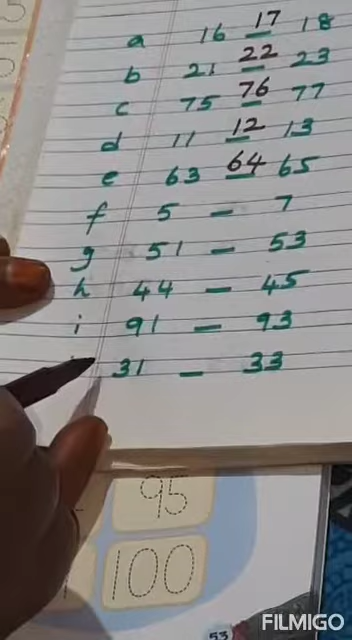 a 16 17 18
b 21 22 23
c 75 76 77
d 11 12 13
e 63 64 65
f 5 _ 7
g 51 _ 53
h 44 _ 45
i 91 _ 93
31 _ 33
95
100
53
FILMIGO